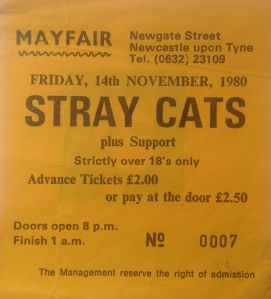 MAYFAIR
Newgate Street
Newcastle upon Tyne
Tel. (0632) 23109
FRIDAY, 14th NOVEMBER, 1980
STRAY CATS
plus Support
Strictly over 18's only
Advance Tickets £2.00
or pay at the door £2.50
Doors open 8 p.m.
Finish 1 a.m.
Nº 0007
The Management reserve the right of admission